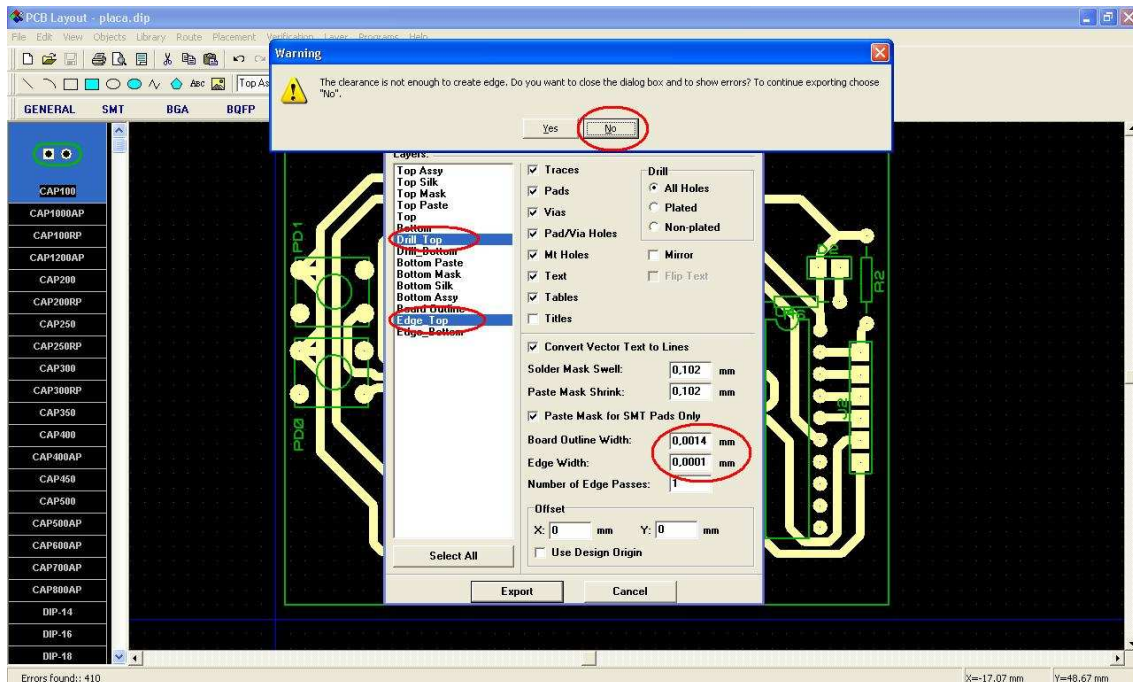 PCB Layout - placa.dip
File Edit View Objects Library Route Placement Verification Layer Programs Help
Warning
The clearance is not enough to create edge. Do you want to close the dialog box and to show errors? To continue exporting choose
"No".
Yes No
Abc Top As
GENERAL SMT BGA BQFP
CAP100
CAP1000AP
CAP100RP
CAP1200AP
CAP200
CAP200RP
CAP250
CAP250RP
CAP300
CAP300RP
CAP350
CAP400
CAP400AP
CAP450
CAP500
CAP500AP
CAP600AP
CAP700AP
CAP800AP
DIP-14
DIP-16
DIP-18
PD1
PD0
Layers:
Top Assy
Top Silk
Top Mask
Top Paste
Top
Bottom
Drill_Top
Drill_Bottom
Bottom Paste
Bottom Mask
Bottom Silk
Bottom Assy
Board Outline
Edge_Top
Edge_Bottom
Select All
Traces
Pads
Vias
Pad/Via Holes
Mt Holes
Text
Tables
Titles
Drill
All Holes
Plated
Non-plated
Mirror
Flip Text
Convert Vector Text to Lines
Solder Mask Swell: 0,102 mm
Paste Mask Shrink: 0,102 mm
Paste Mask for SMT Pads Only
Board Outline Width: 0,0014 mm
Edge Width: 0,0001 mm
Number of Edge Passes: 1
Offset
X: 0 mm Y: 0 mm
Use Design Origin
Export Cancel
R2
Errors found:: 410
X=-17.07 mm Y=48.67 mm